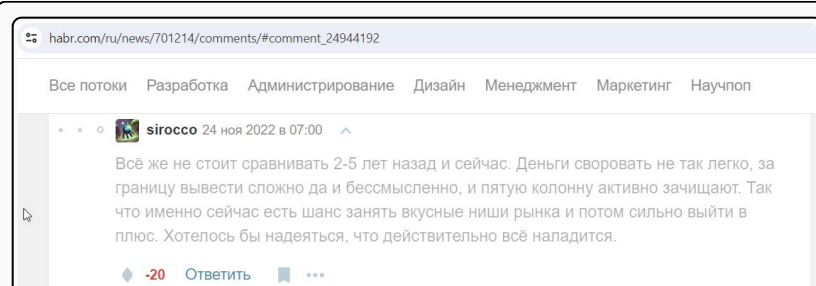 habr.com/ru/news/701214/comments/#comment_24944192
Все потоки Разработка Администрирование Дизайн Менеджмент Маркетинг Научпоп
sirocco 24 ноя 2022 в 07:00
Всё же не стоит сравнивать 2-5 лет назад и сейчас. Деньги своровать не так легко, за
границу вывести сложно да и бессмысленно, и пятую колонну активно зачищают. Так
что именно сейчас есть шанс занять вкусные ниши рынка и потом сильно выйти в
плюс. Хотелось бы надеяться, что действительно всё наладится.
-20 Ответить